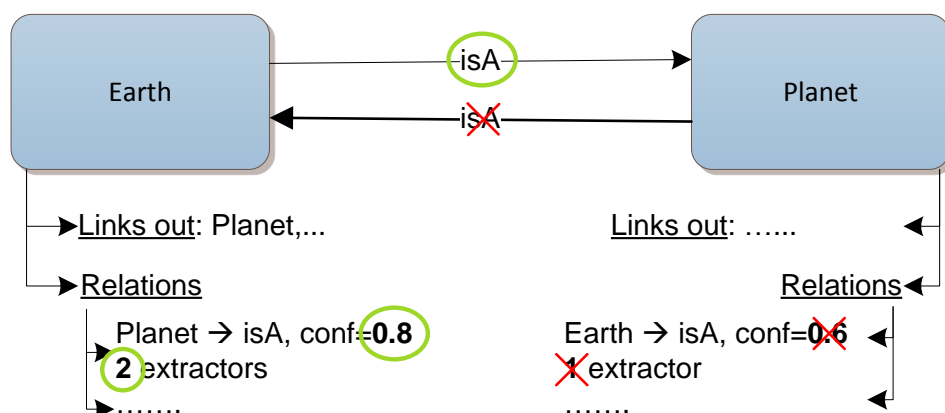 Earth
isA
Planet
isA
Links out: Planet,...
Links out: …...
Relations
Relations
Planet → isA, conf=0.8
Earth → isA, conf=0.6
2 extractors
1 extractor
…….
…….